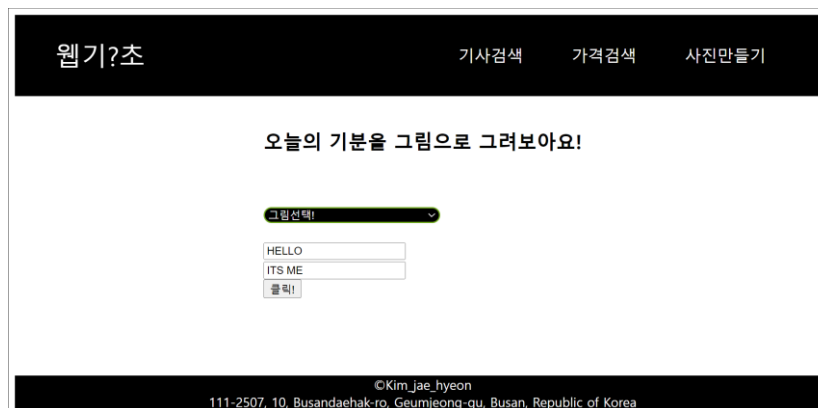 웹기?초 기사검색 가격검색 사진만들기
오늘의 기분을 그림으로 그려보아요!
그림선택!
HELLO
ITS ME
클릭!
©Kim_jae_hyeon
111-2507, 10, Busandaehak-ro, Geumjeong-gu, Busan, Republic of Korea